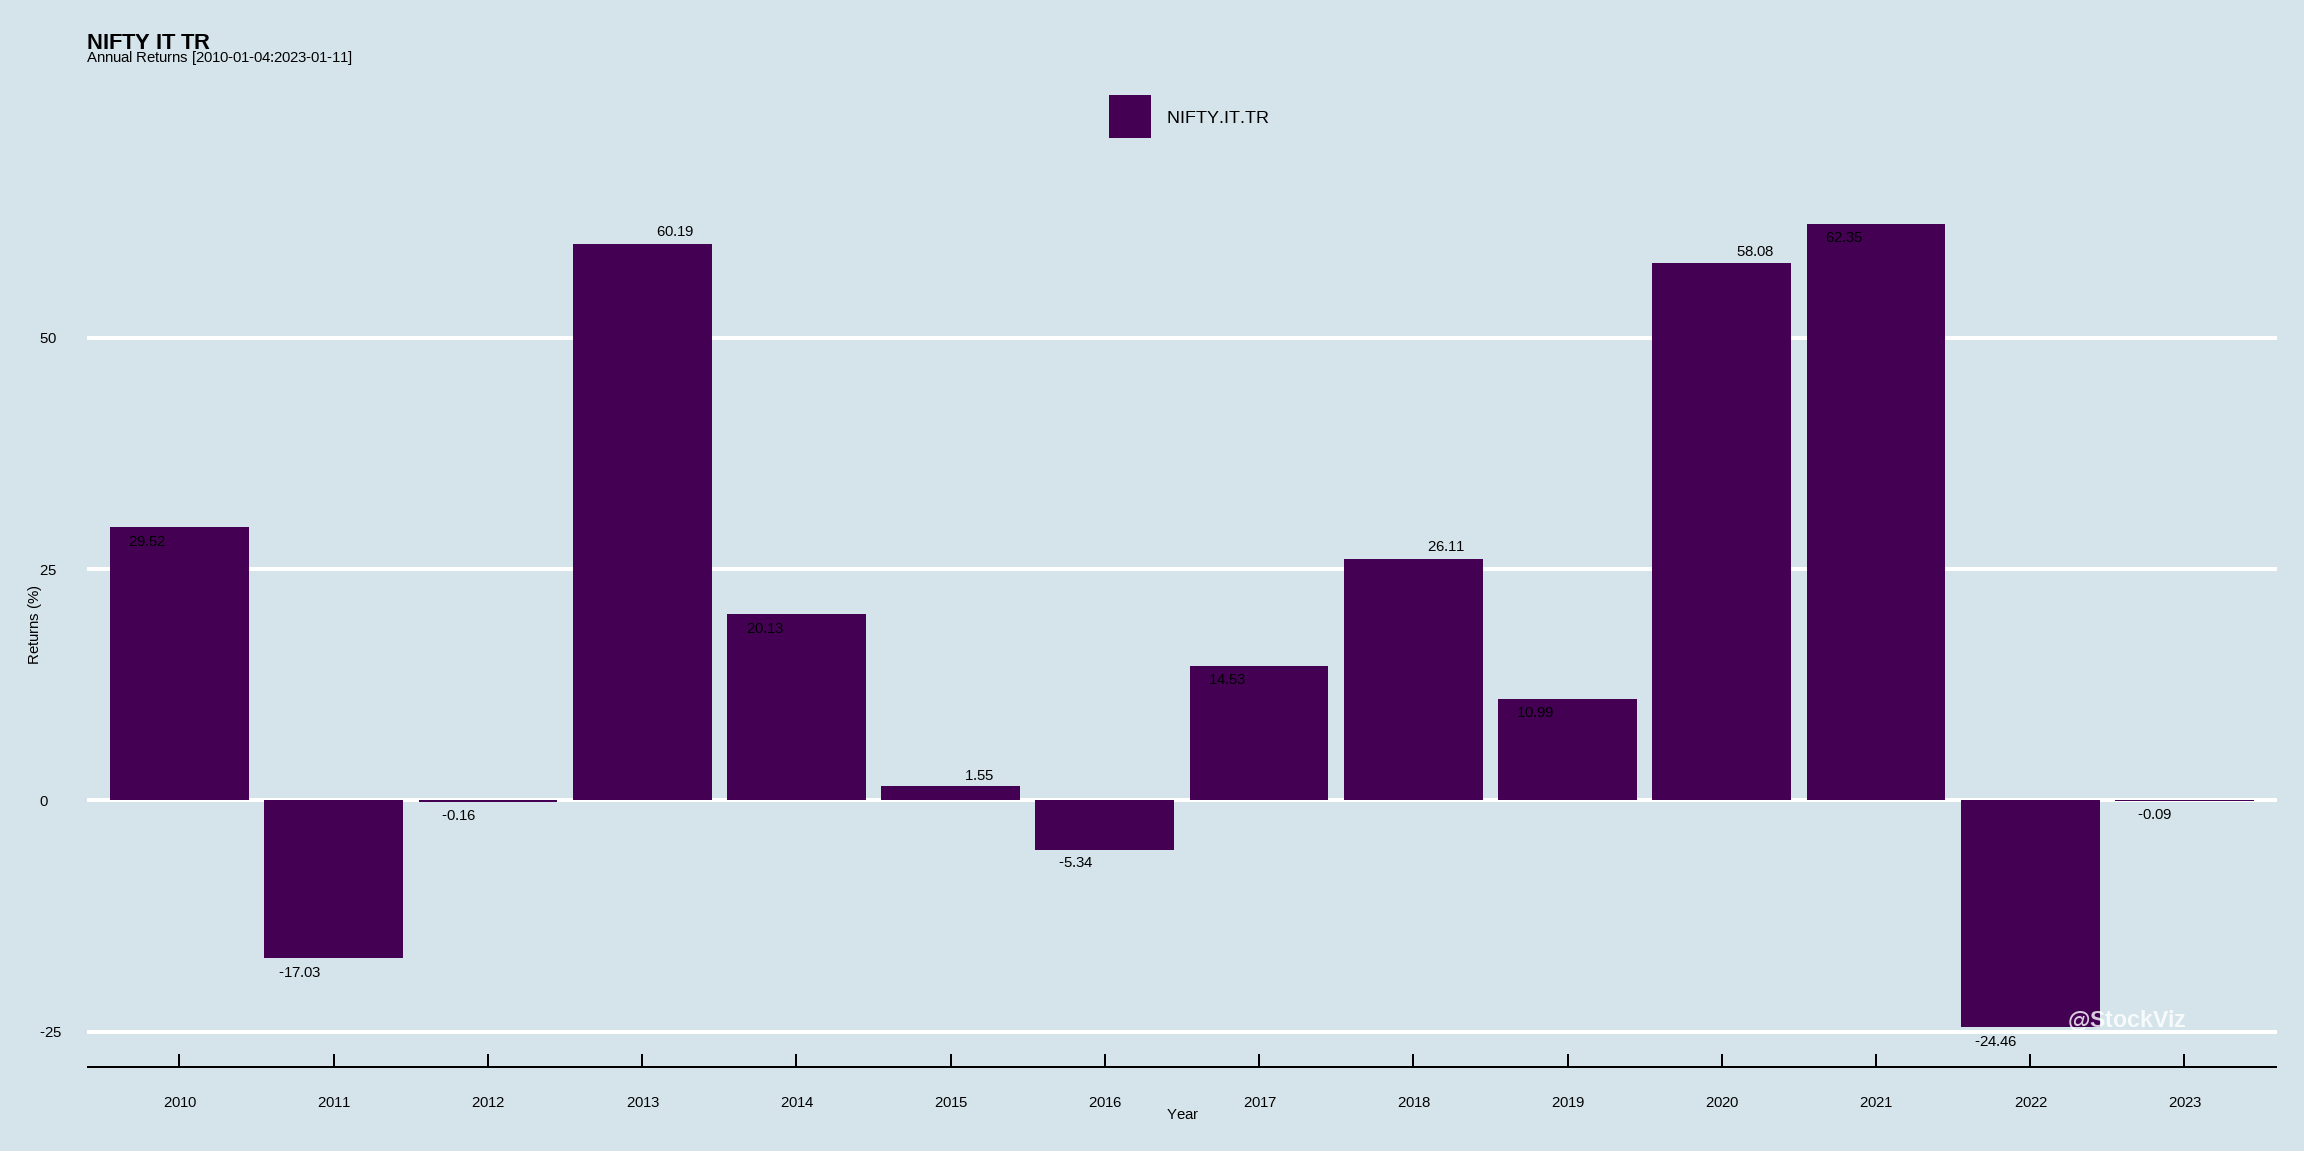 NIFTY IT TR
Annual Returns [2010-01-04:2023-01-11]
NIFTY.IT.TR
60.19
62.35
58.08
50
29.52
26.11
25
20.13
14.53
10.99
1.55
0
-0.16
-0.09
-5.34
-17.03
-24.46
-25
Returns (%)
@StockViz
2010 2011 2012 2013 2014 2015 2016 2017 2018 2019 2020 2021 2022 2023
Year